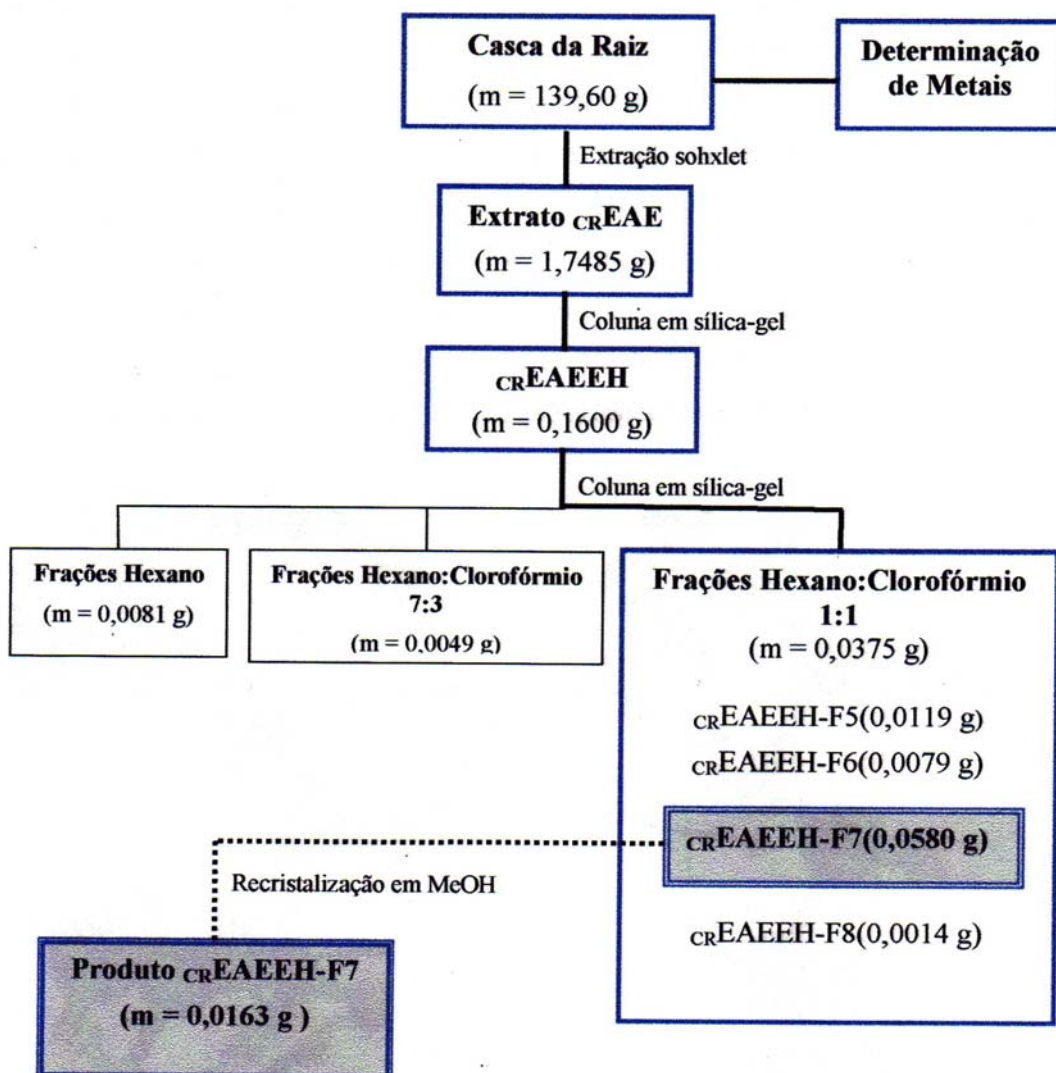 Casca da Raiz
(m = 139,60 g)
Determinação
de Metais
Extração sohxlet
Extrato CREAE
(m = 1,7485 g)
Coluna em sílica-gel
CREAEEH
(m = 0,1600 g)
Coluna em sílica-gel
Frações Hexano
(m = 0,0081 g)
Frações Hexano:Clorofórmio
7:3
(m = 0,0049 g)
Frações Hexano:Clorofórmio
1:1
(m = 0,0375 g)
CREAEEH-F5(0,0119 g)
CREAEEH-F6(0,0079 g)
CREAEEH-F7(0,0580 g)
CREAEEH-F8(0,0014 g)
Recristalização em MeOH
Produto CREAEEH-F7
(m = 0,0163 g )